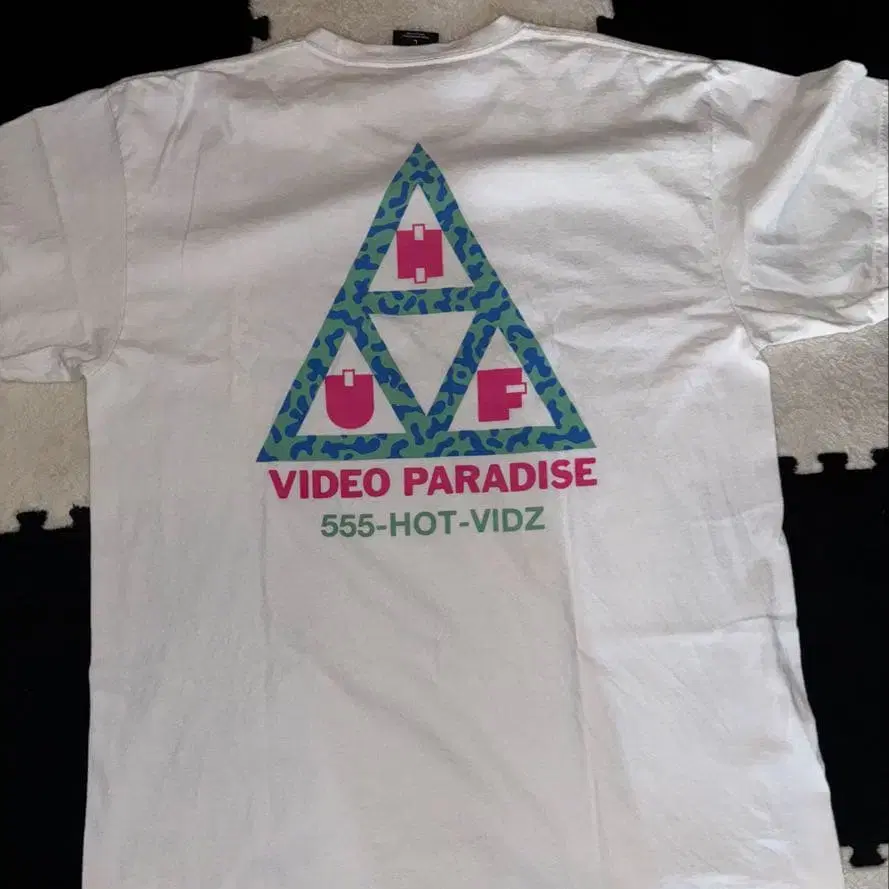 H
U F
VIDEO PARADISE
555-HOT-VIDZ